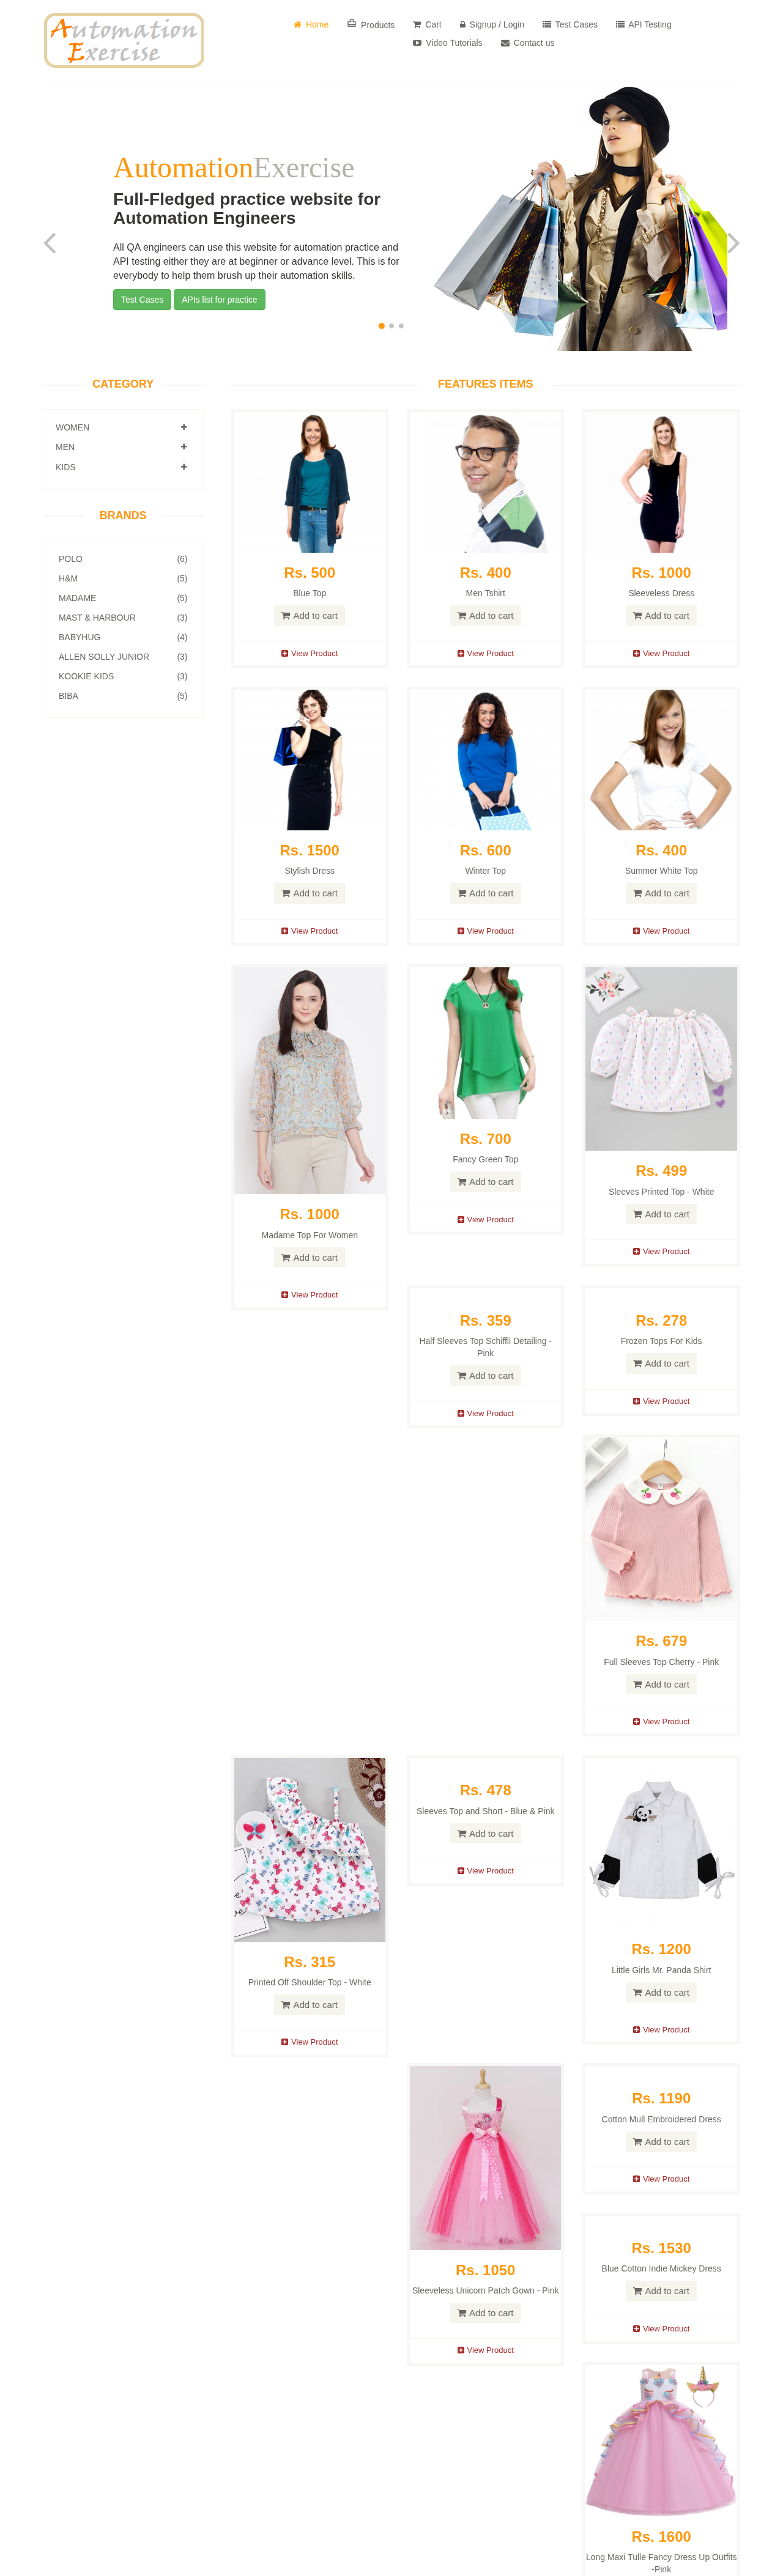 Automation
Exercise
Home
Products
Cart
Signup / Login
Test Cases
API Testing
Video Tutorials
Contact us
AutomationExercise
Full-Fledged practice website for
Automation Engineers
All QA engineers can use this website for automation practice and
API testing either they are at beginner or advance level. This is for
everybody to help them brush up their automation skills.
Test Cases
APIs list for practice
CATEGORY
WOMEN
MEN
KIDS
BRANDS
POLO (6)
H&M (5)
MADAME (5)
MAST & HARBOUR (3)
BABYHUG (4)
ALLEN SOLLY JUNIOR (3)
KOOKIE KIDS (3)
BIBA (5)
FEATURES ITEMS
Rs. 500
Blue Top
Add to cart
View Product
Rs. 400
Men Tshirt
Add to cart
View Product
Rs. 1000
Sleeveless Dress
Add to cart
View Product
Rs. 1500
Stylish Dress
Add to cart
View Product
Rs. 600
Winter Top
Add to cart
View Product
Rs. 400
Summer White Top
Add to cart
View Product
Rs. 1000
Madame Top For Women
Add to cart
View Product
Rs. 700
Fancy Green Top
Add to cart
View Product
Rs. 499
Sleeves Printed Top - White
Add to cart
View Product
Rs. 359
Half Sleeves Top Schiffli Detailing -
Pink
Add to cart
View Product
Rs. 278
Frozen Tops For Kids
Add to cart
View Product
Rs. 679
Full Sleeves Top Cherry - Pink
Add to cart
View Product
Rs. 315
Printed Off Shoulder Top - White
Add to cart
View Product
Rs. 478
Sleeves Top and Short - Blue & Pink
Add to cart
View Product
Rs. 1200
Little Girls Mr. Panda Shirt
Add to cart
View Product
Rs. 1050
Sleeveless Unicorn Patch Gown - Pink
Add to cart
View Product
Rs. 1190
Cotton Mull Embroidered Dress
Add to cart
View Product
Rs. 1530
Blue Cotton Indie Mickey Dress
Add to cart
View Product
Rs. 1600
Long Maxi Tulle Fancy Dress Up Outfits
-Pink